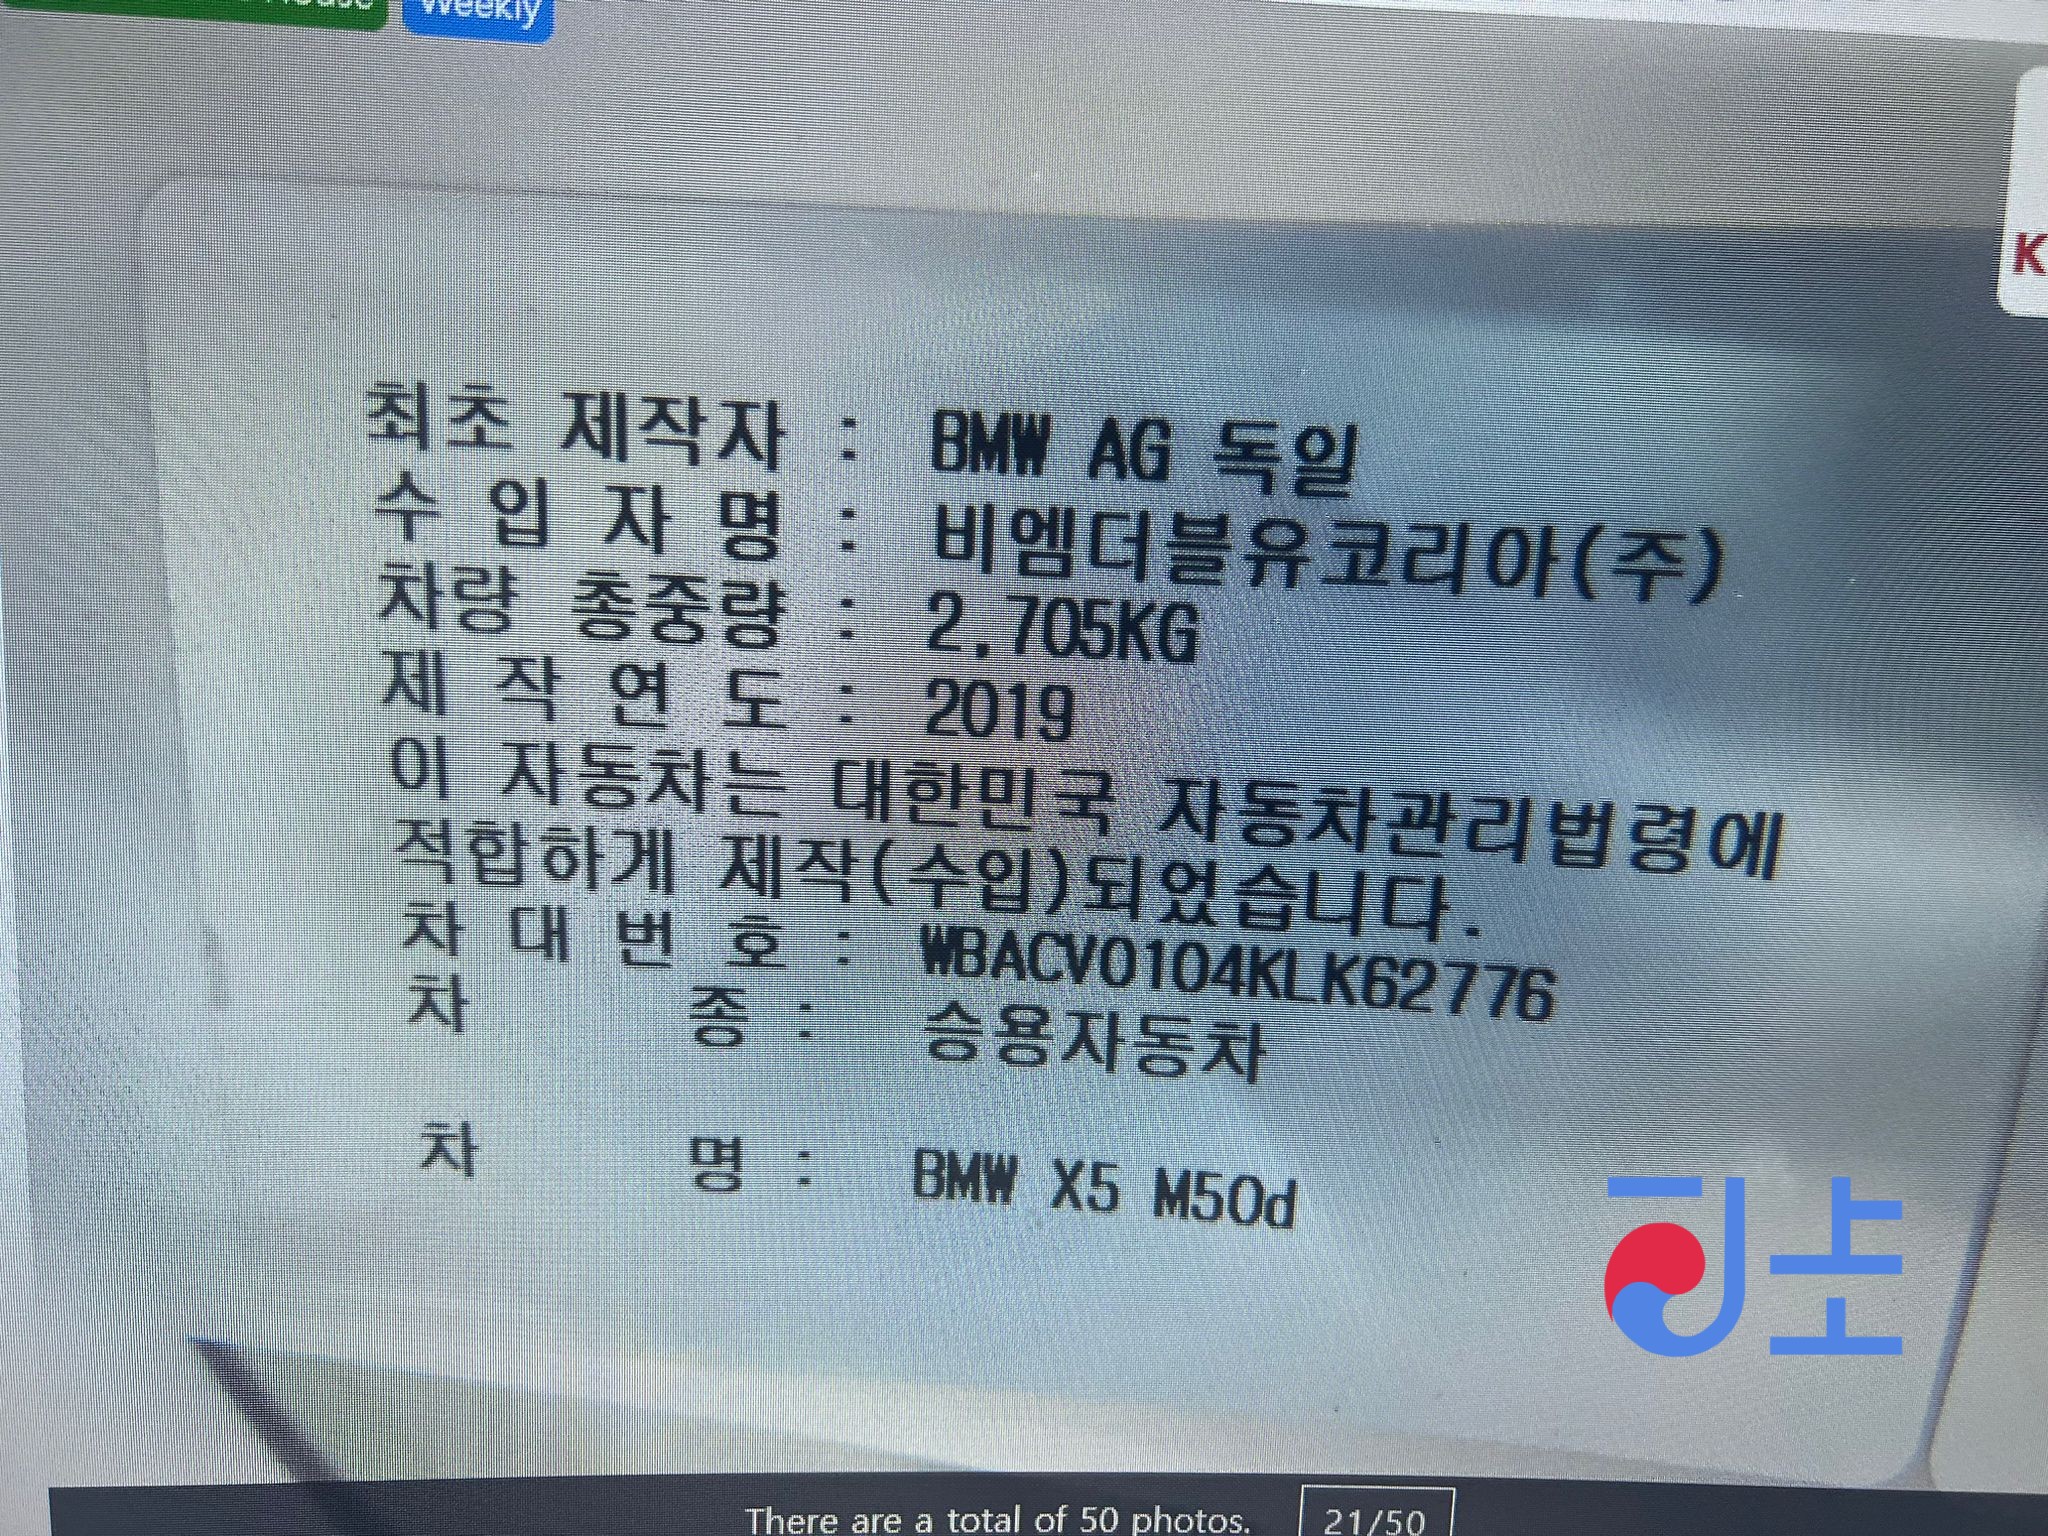 Weekly
K
최초 제작자 : BMW AG 독일
수 입 자 명 : 비엠더블유코리아(주)
차량 총중량 : 2,705KG
제 작 연 도 : 2019
이 자동차는 대한민국 자동차관리법령에
적합하게 제작(수입)되었습니다.
차 대 번 호 : WBACV0104KLK62776
차 종 : 승용자동차
차 명 : BMW X5 M50d
There are a total of 50 photos. 21/50